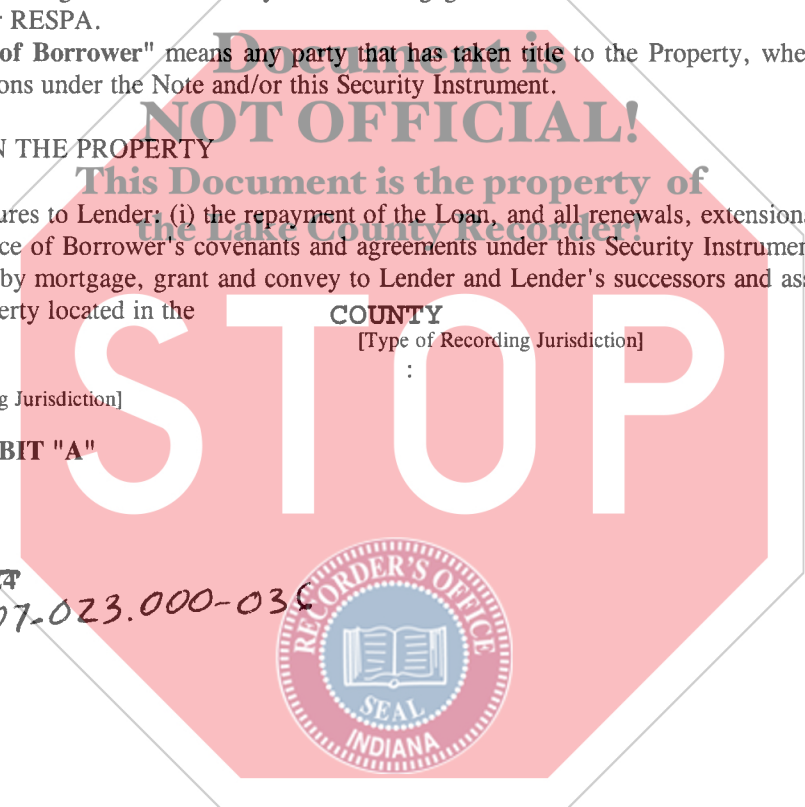 r RESPA.
Document is
of Borrower" means any party that has taken title to the Property, whe
ons under the Note and/or this Security Instrument.
NOT OFFICIAL!
N THE PROPERTY
This Document is the property of
ures to Lender: (i) the repayment of the Loan, and all renewals, extension
the Lake County Recorder!
ce of Borrower's covenants and agreements under this Security Instrumen
by mortgage, grant and convey to Lender and Lender's successors and as
erty located in the COUNTY
[Type of Recording Jurisdiction]
:
g Jurisdiction]
STOP
BIT "A"
07-023.000-036
RECORDER'S OFFICE
SEAL
INDIANA